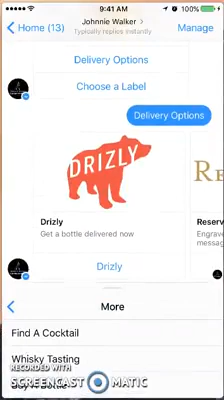 9:41 AM
100%
Home (13)
Johnnie Walker
Manage
Typically replies instantly
Delivery Options
Choose a Label
Delivery Options
DRIZLY
Drizly
Get a bottle delivered now
Reserv
Engrave
messag
Drizly
More
Find A Cocktail
Whisky Tasting
RECORDED WITH
SCREENCAST MATIC